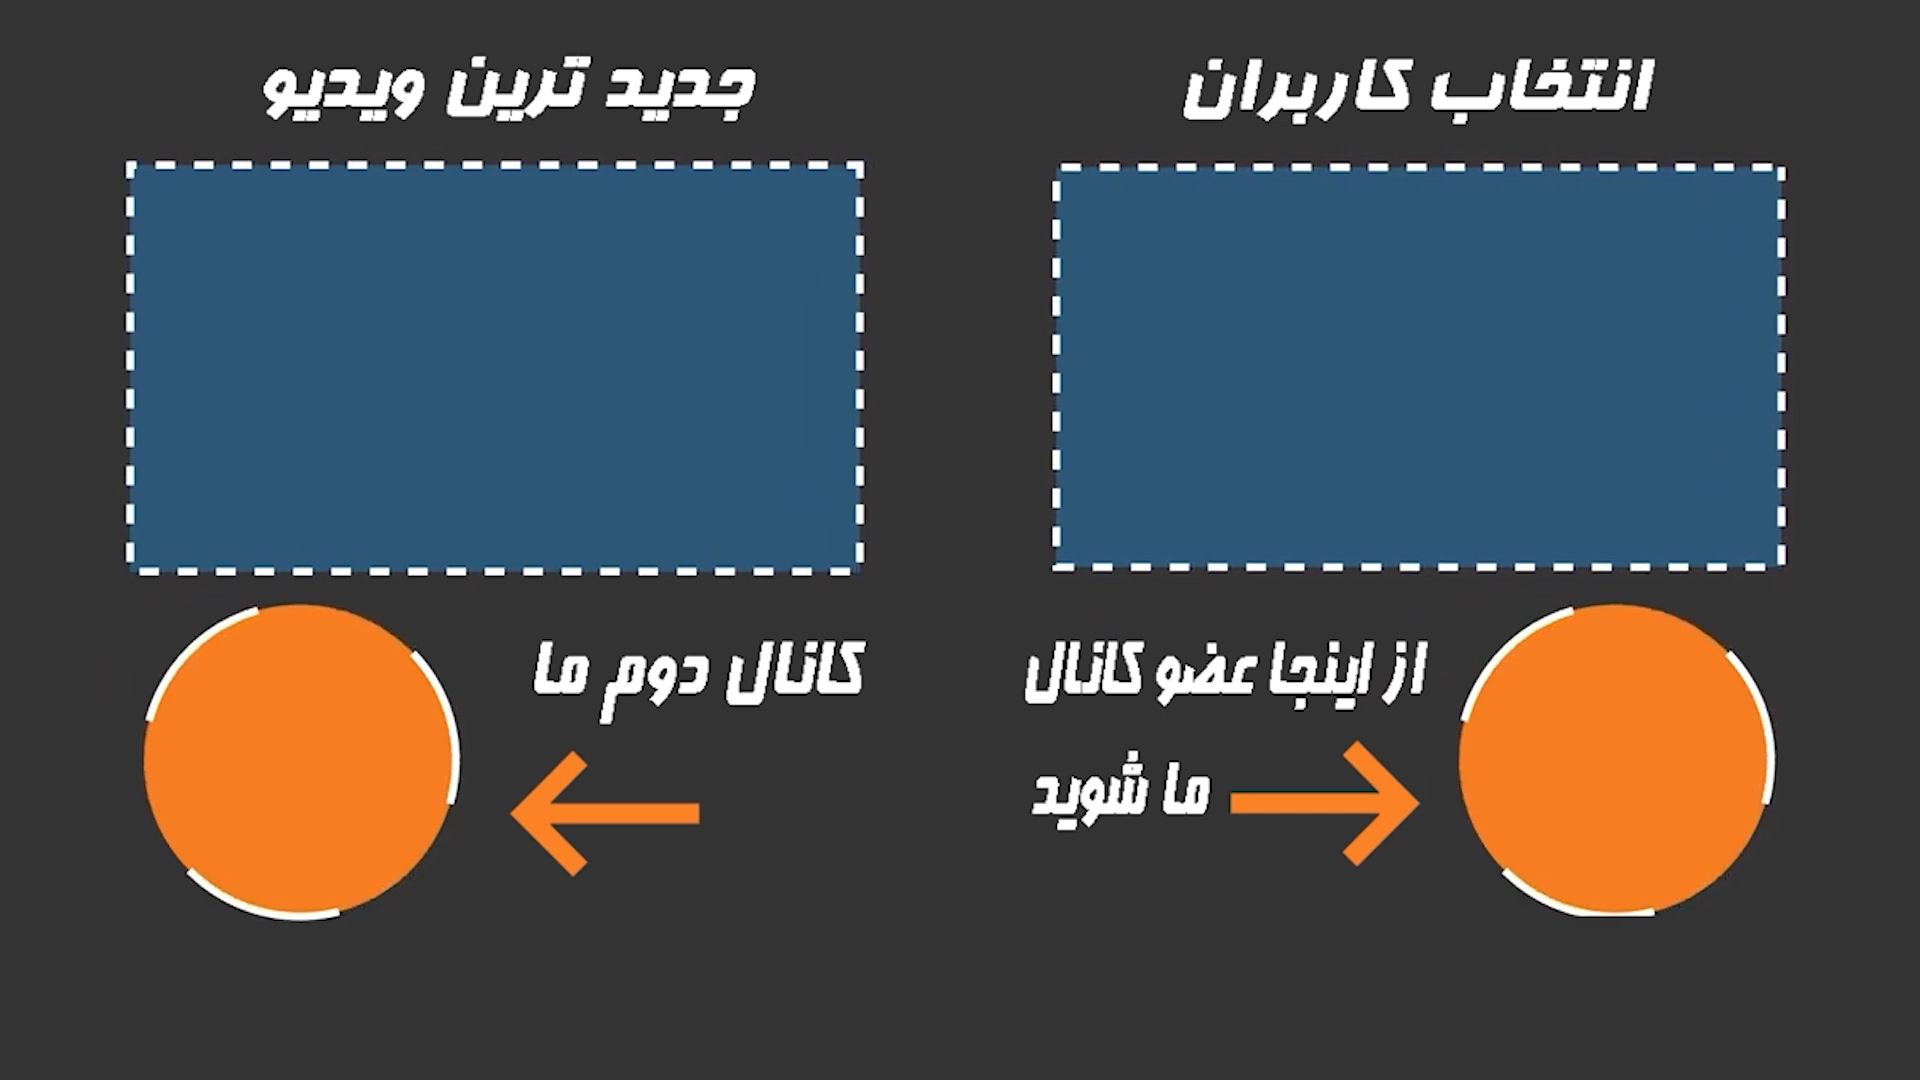 انتخاب کاربران
جدید ترین ویدیو
از اینجا عضو کانال
ما شوید
کانال دوم ما